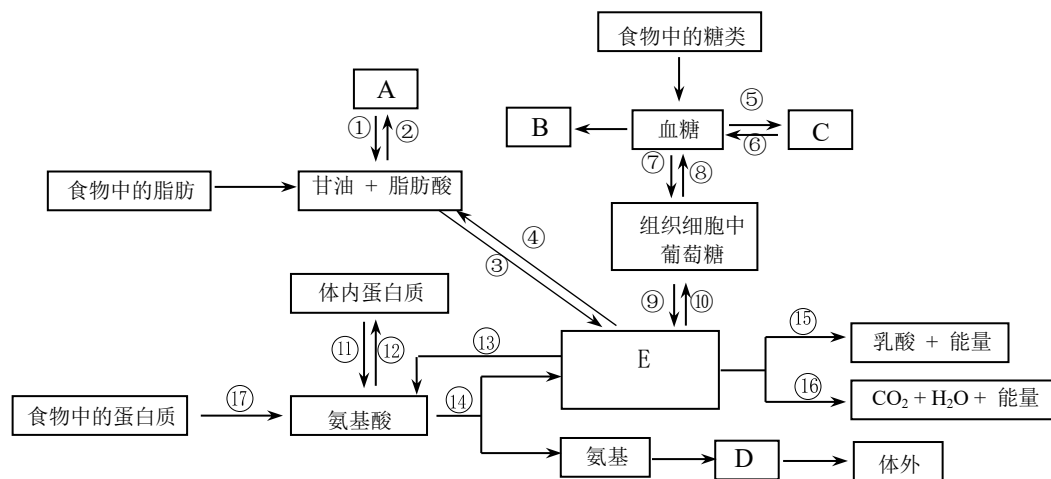 食物中的糖类
A
⑤
①
②
B
血糖
C
⑥
⑦
⑧
食物中的脂肪
甘油 + 脂肪酸
④
组织细胞中
葡萄糖
③
体内蛋白质
⑨
⑩
⑮
⑪
⑫
⑬
E
乳酸 + 能量
⑯
⑰
食物中的蛋白质
氨基酸
⑭
CO₂ + H₂O + 能量
氨基
D
体外